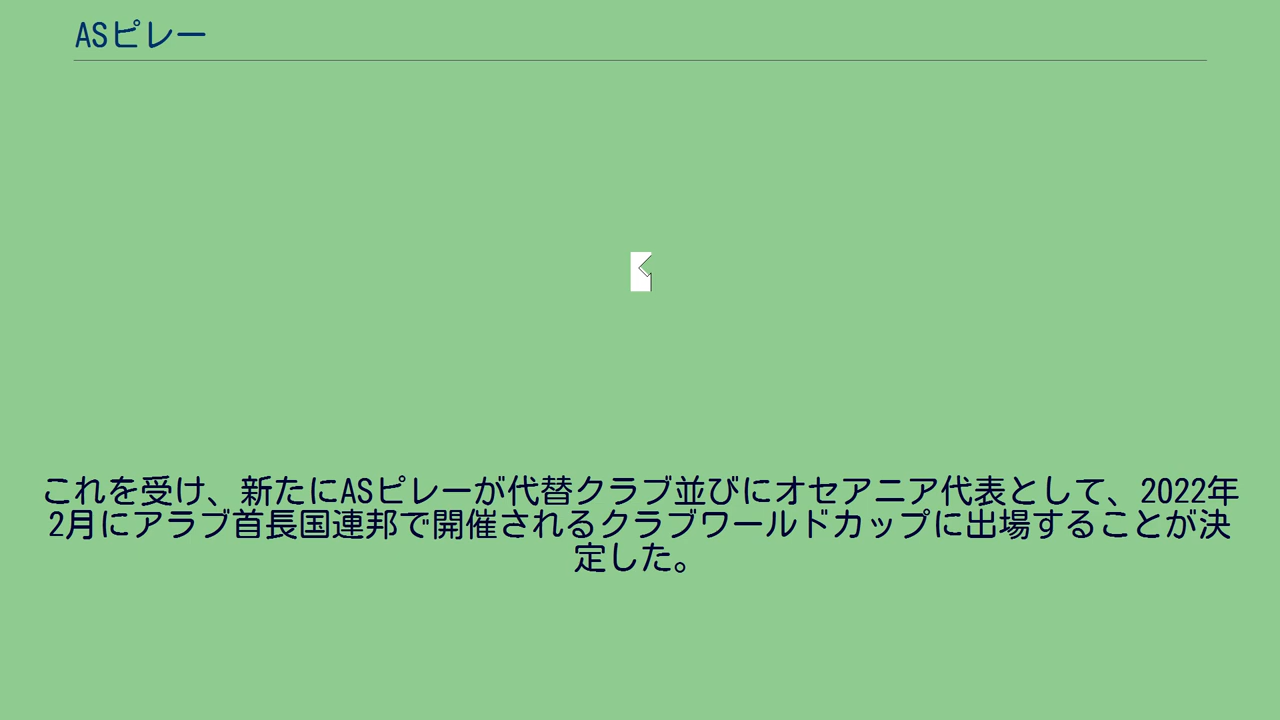 ASピレー
これを受け、新たにASピレーが代替クラブ並びにオセアニア代表として、2022年
2月にアラブ首長国連邦で開催されるクラブワールドカップに出場することが決
定した。